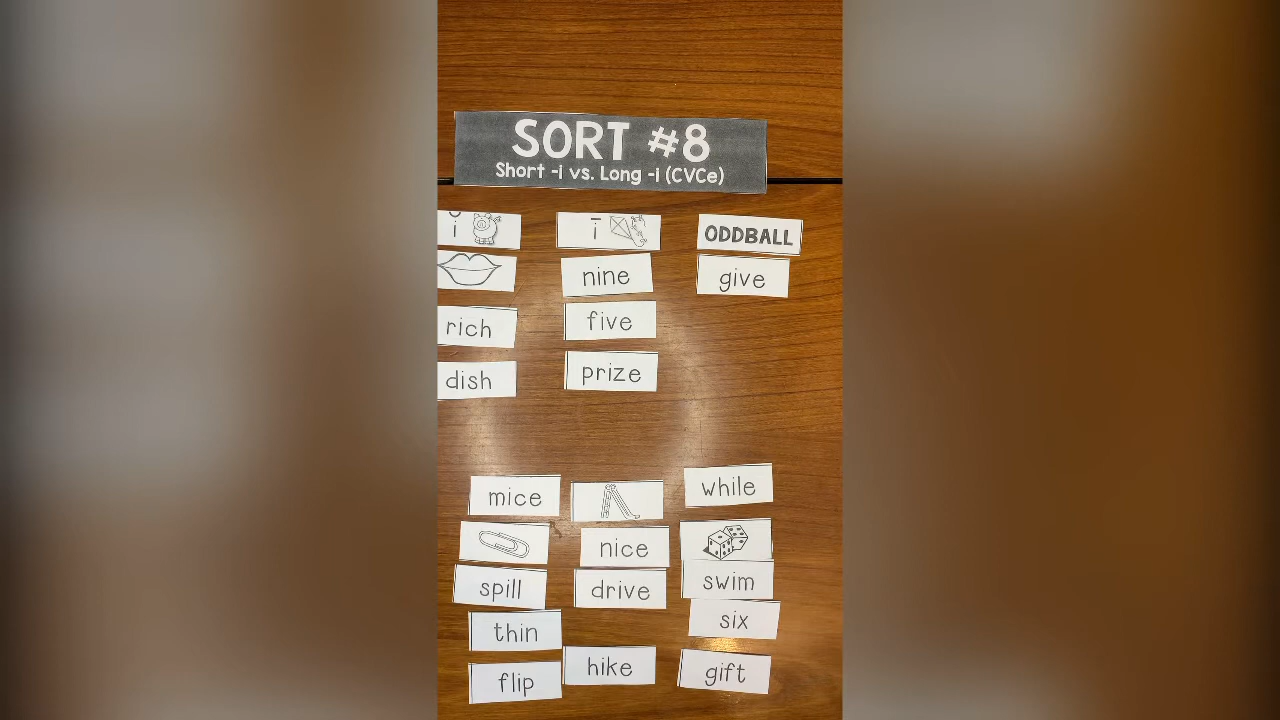 SORT #8
Short -i vs. Long -i (CVCe)
ĭ ī ODDBALL
nine give
rich five
dish prize
mice while
nice
spill drive swim
thin six
flip hike gift